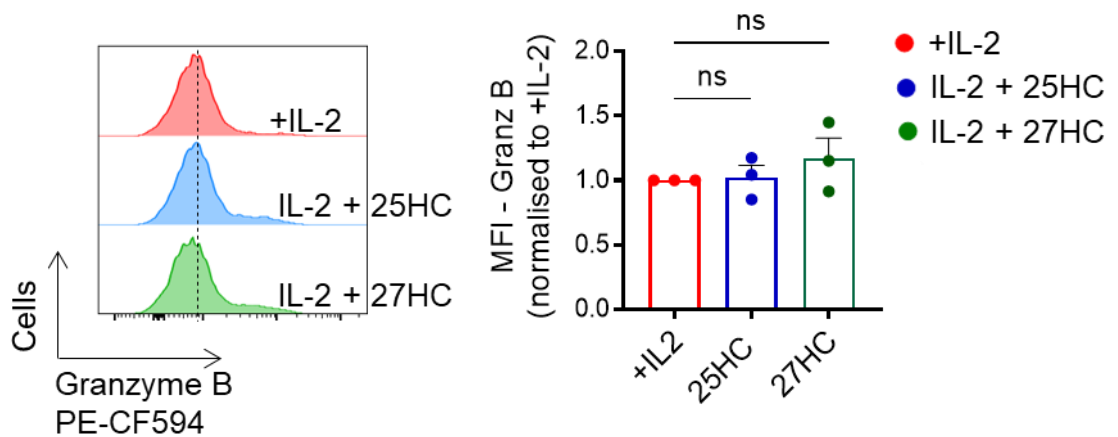 +IL-2
IL-2 + 25HC
IL-2 + 27HC
Cells
Granzyme B
PE-CF594
MFI - Granz B
(normalised to +IL-2)
2.0
1.5
1.0
0.5
0.0
ns
ns
+IL2
25HC
27HC
+IL-2
IL-2 + 25HC
IL-2 + 27HC